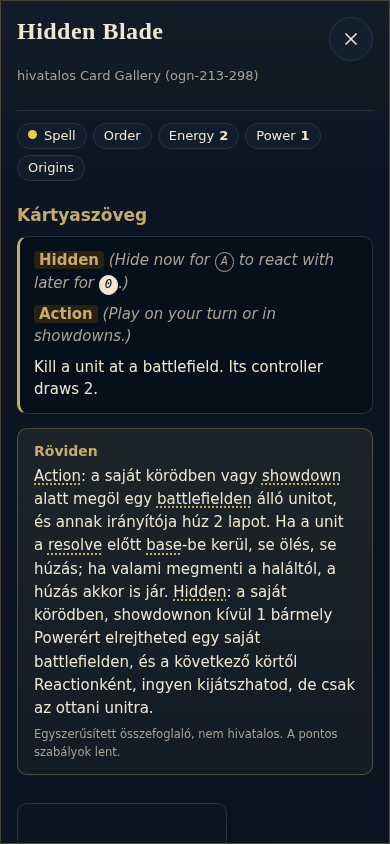 Hidden Blade
hivatalos Card Gallery (ogn-213-298)
Spell
Order
Energy 2
Power 1
Origins
Kártyaszöveg
Hidden (Hide now for A to react with
later for 0.)
Action (Play on your turn or in
showdowns.)
Kill a unit at a battlefield. Its controller
draws 2.
Röviden
Action: a saját körödben vagy showdown
alatt megöl egy battlefielden álló unitot,
és annak irányítója húz 2 lapot. Ha a unit
a resolve előtt base-be kerül, se ölés, se
húzás; ha valami megmenti a haláltól, a
húzás akkor is jár. Hidden: a saját
körödben, showdownon kívül 1 bármely
Powerért elrejtheted egy saját
battlefielden, és a következő körtől
Reactionként, ingyen kijátszhatod, de csak
az ottani unitra.
Egyszerűsített összefoglaló, nem hivatalos. A pontos
szabályok lent.